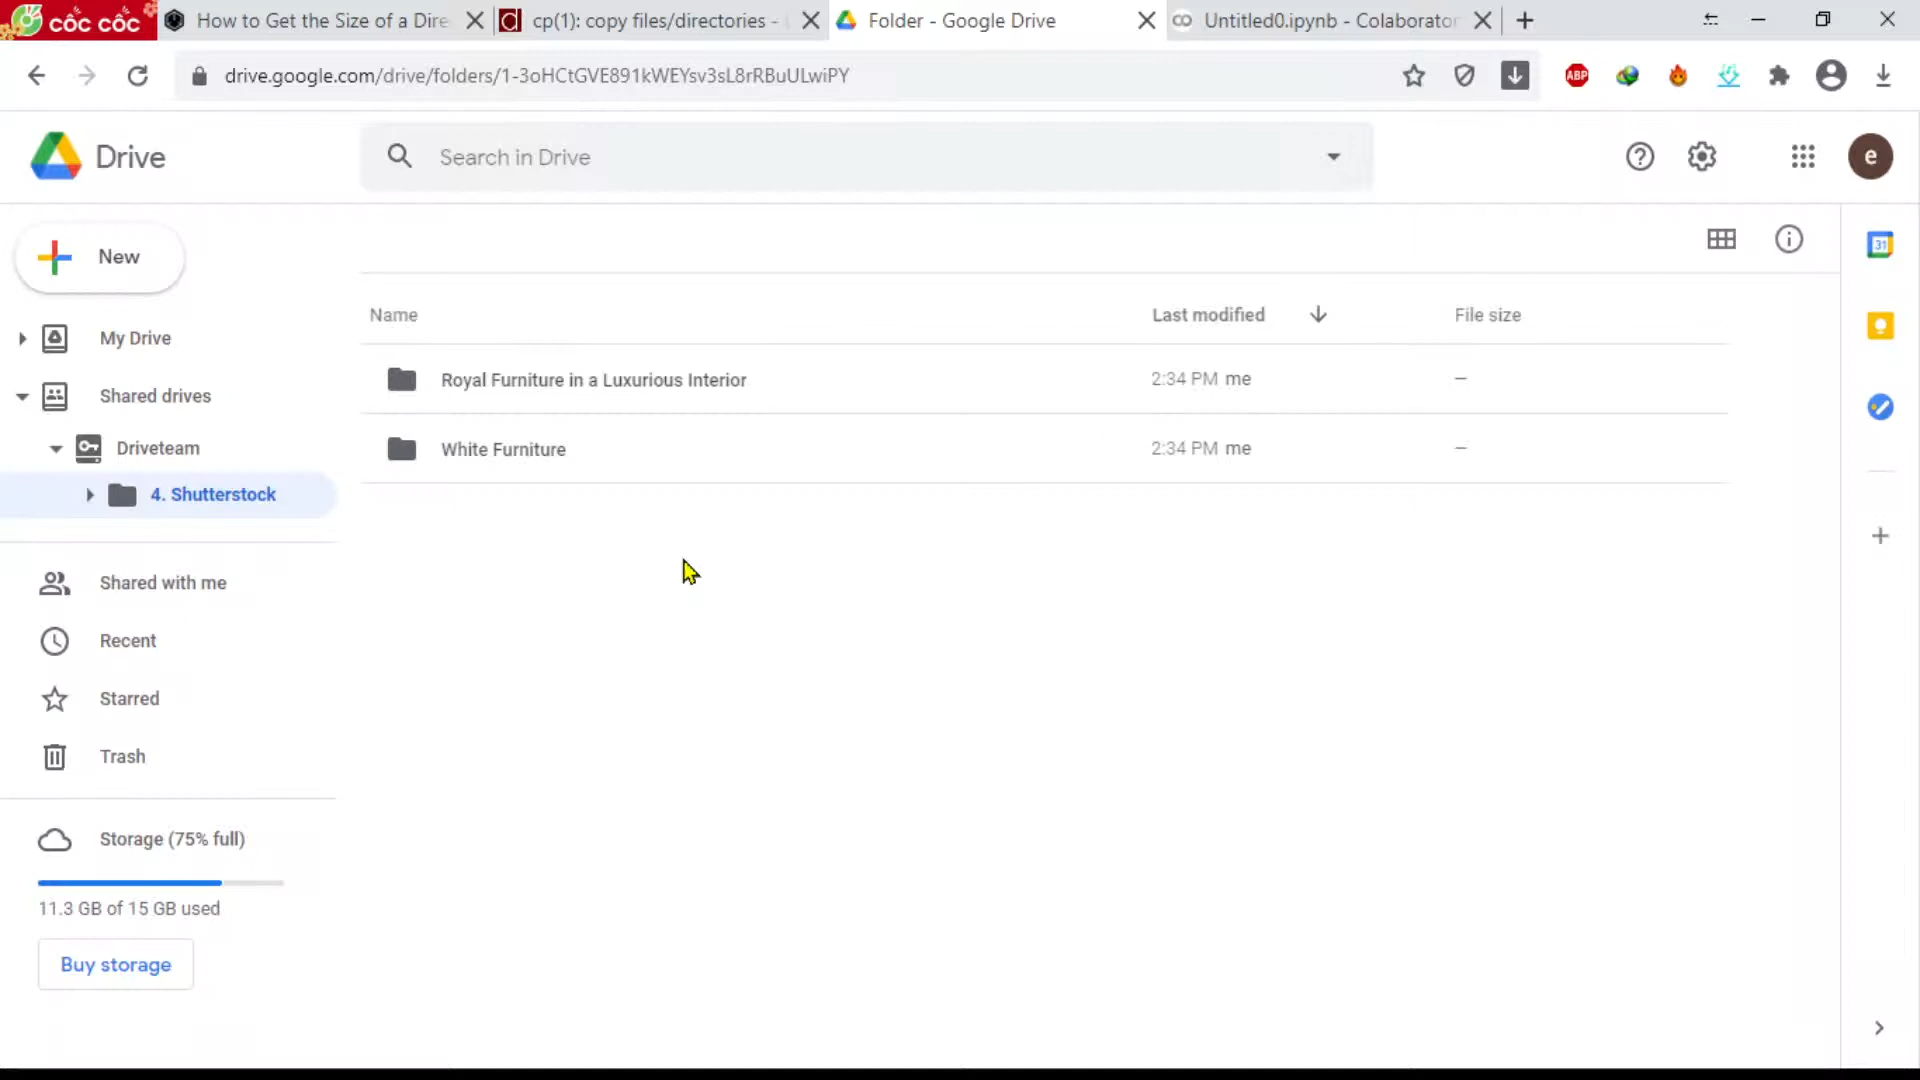 CỐC CỐC
How to Get the Size of a Dire
cp(1): copy files/directories -
Folder - Google Drive
Untitled0.ipynb - Colaborator
drive.google.com/drive/folders/1-3oHCtGVE891kWEYsv3sL8rRBuULwiPY
ABP
Drive
Search in Drive
e
New
31
Name
Last modified
File size
My Drive
Royal Furniture in a Luxurious Interior
2:34 PM me
–
Shared drives
White Furniture
2:34 PM me
–
Driveteam
4. Shutterstock
Shared with me
Recent
Starred
Trash
Storage (75% full)
11.3 GB of 15 GB used
Buy storage